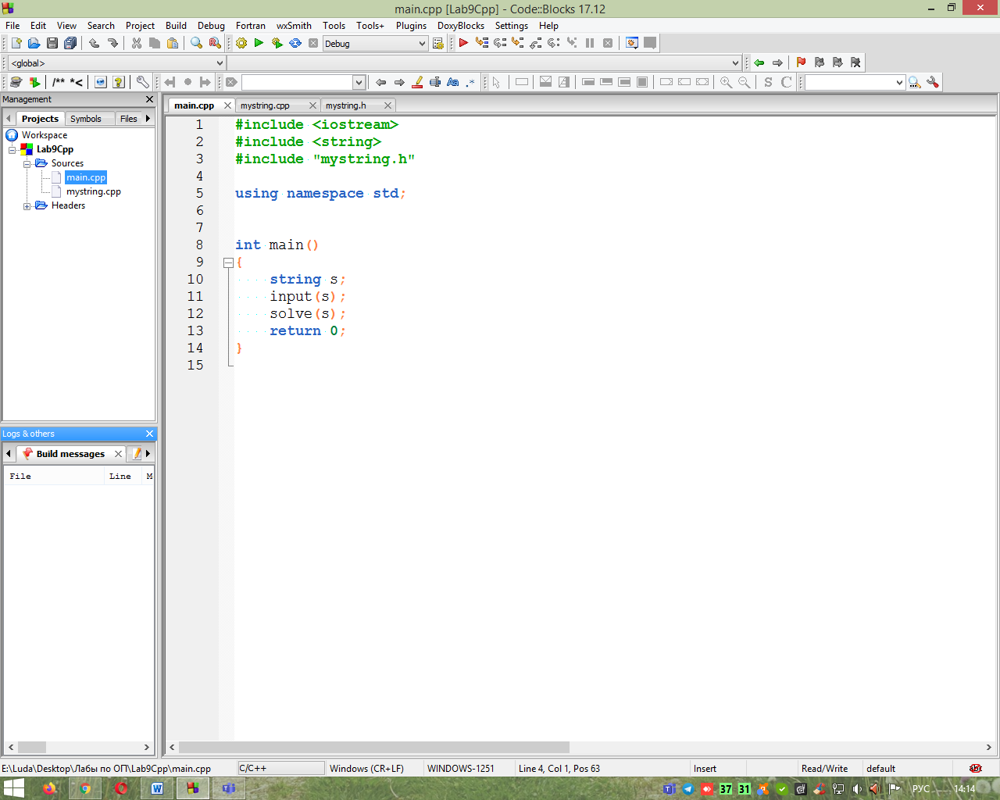 main.cpp [Lab9Cpp] - Code::Blocks 17.12
File Edit View Search Project Build Debug Fortran wxSmith Tools Tools+ Plugins DoxyBlocks Settings Help
Debug
<global>
/** *<
Aa .*
S C
Management
Projects Symbols Files
Workspace
Lab9Cpp
Sources
main.cpp
mystring.cpp
Headers
Logs & others
Build messages
File Line M
main.cpp mystring.cpp mystring.h
1 #include <iostream>
2 #include <string>
3 #include "mystring.h"
4
5 using namespace std;
6
7
8 int main()
9 {
10 string s;
11 input(s);
12 solve(s);
13 return 0;
14 }
15
E:\Luda\Desktop\Лабы по ОП\Lab9Cpp\main.cpp C/C++ Windows (CR+LF) WINDOWS-1251 Line 4, Col 1, Pos 63 Insert Read/Write default
37 31 РУС 14:14